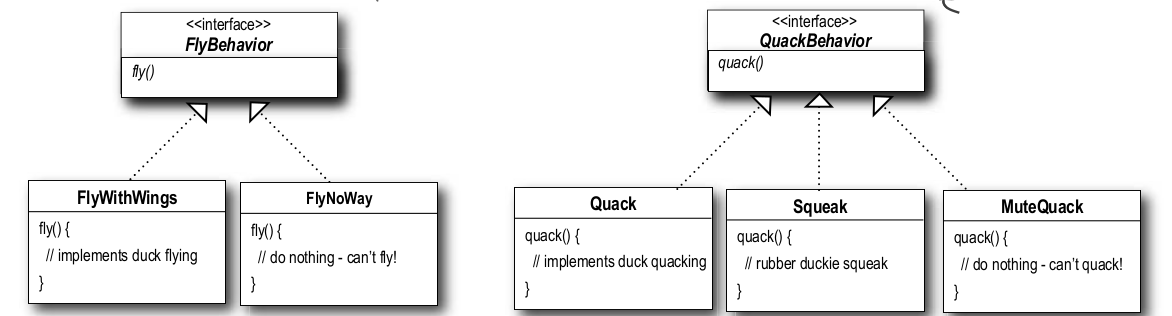 <<interface>>
FlyBehavior
fly()
<<interface>>
QuackBehavior
quack()
FlyWithWings
fly() {
// implements duck flying
}
FlyNoWay
fly() {
// do nothing - can't fly!
}
Quack
quack() {
// implements duck quacking
}
Squeak
quack() {
// rubber duckie squeak
}
MuteQuack
quack() {
// do nothing - can't quack!
}